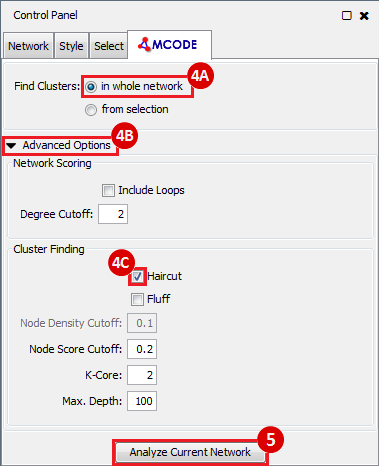 Control Panel
Network Style Select MCODE
4A
Find Clusters: in whole network
from selection
4B
Advanced Options
Network Scoring
Include Loops
Degree Cutoff: 2
Cluster Finding
4C
Haircut
Fluff
Node Density Cutoff: 0.1
Node Score Cutoff: 0.2
K-Core: 2
Max. Depth: 100
5
Analyze Current Network